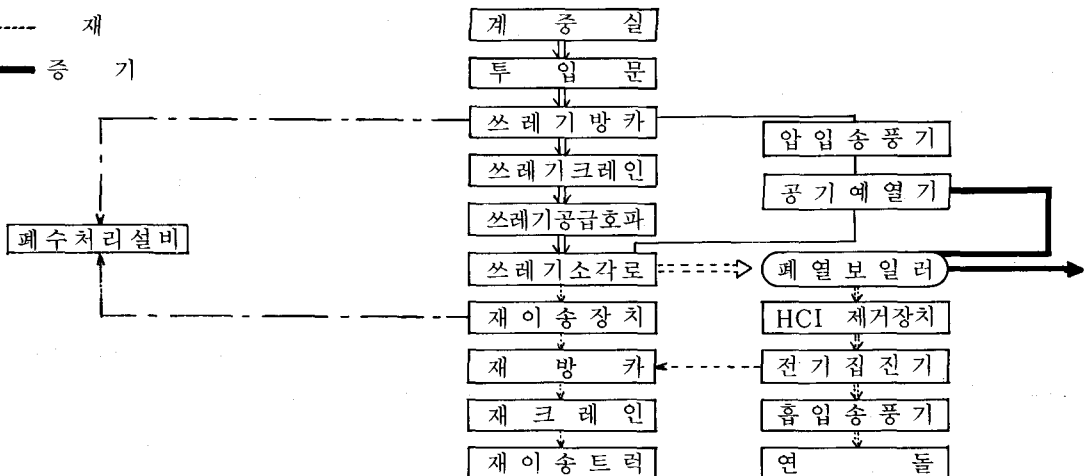 재
증 기
계 중 실
투 입 문
쓰레기방카
쓰레기크레인
쓰레기공급호파
쓰레기소각로
재이송장치
재 방 카
재 크 레 인
재이송트럭
폐수처리설비
압입송풍기
공기예열기
폐열보일러
HCI 제거장치
전기집진기
흡입송풍기
연 돌